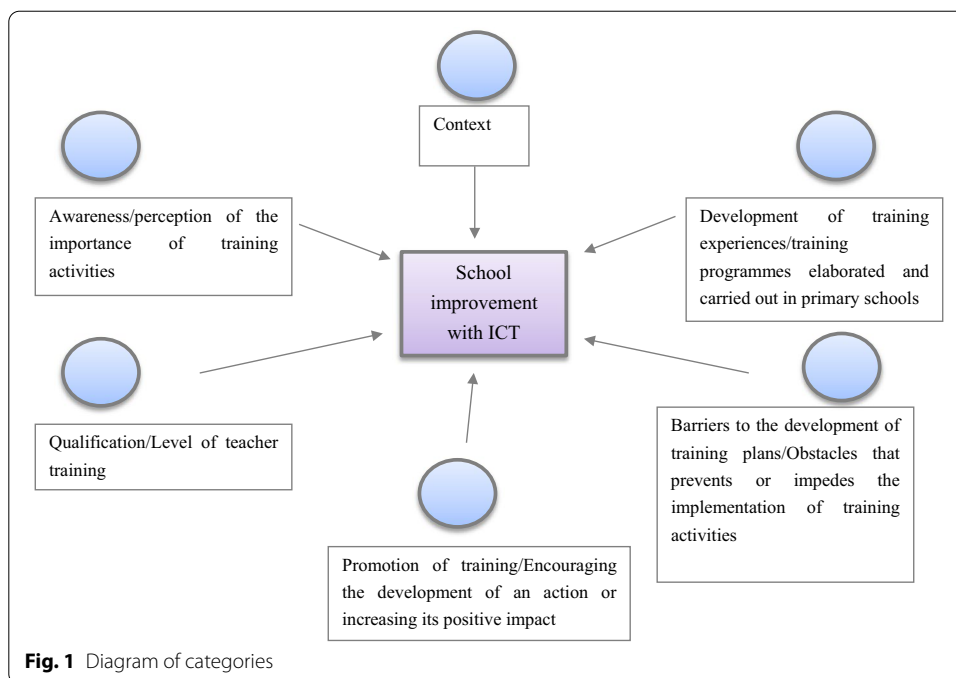 Context
Awareness/perception of the
importance of training
activities
Development of training
experiences/training
programmes elaborated and
carried out in primary schools
School
improvement
with ICT
Qualification/Level of teacher
training
Barriers to the development of
training plans/Obstacles that
prevents or impedes the
implementation of training
activities
Promotion of training/Encouraging
the development of an action or
increasing its positive impact
Fig. 1 Diagram of categories